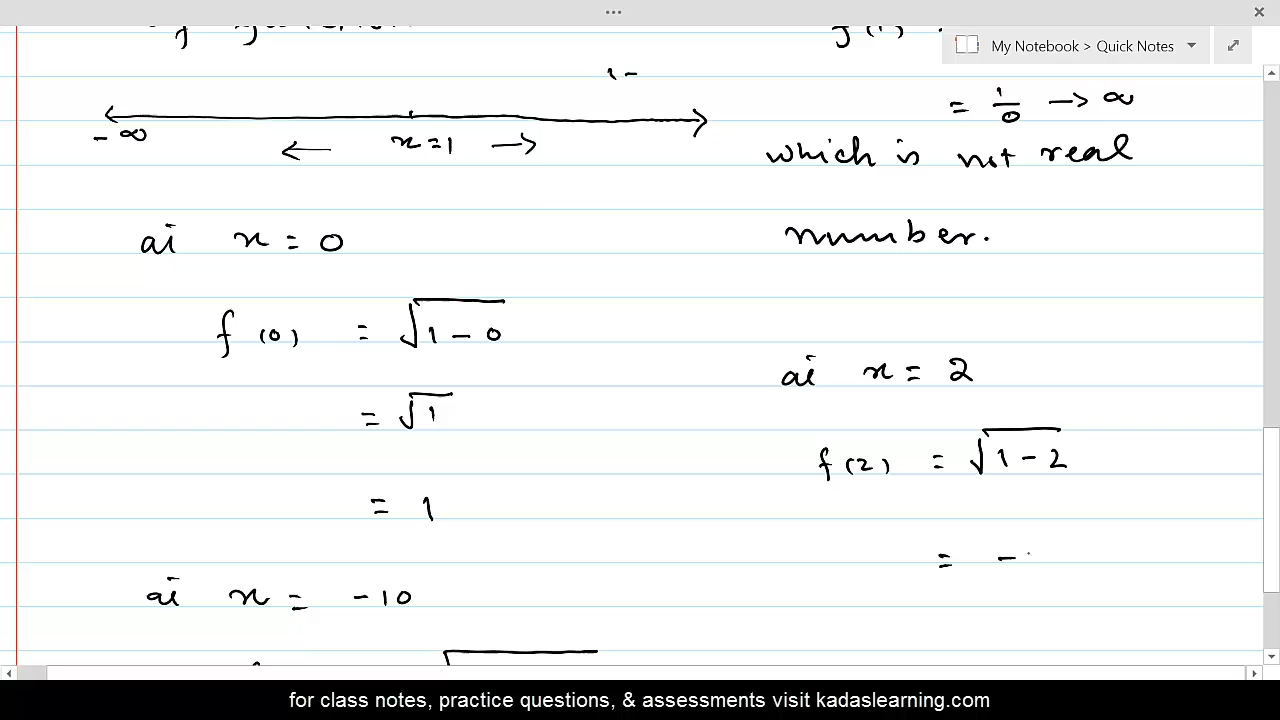 ...
My Notebook > Quick Notes
f(1)
-∞
x=1
at x = 0
f(0) = √(1 - 0)
= √1
= 1
at x = -10
= 1/0 → ∞
which is not real
number.
at x = 2
f(2) = √(1 - 2)
= -
for class notes, practice questions, & assessments visit kadaslearning.com